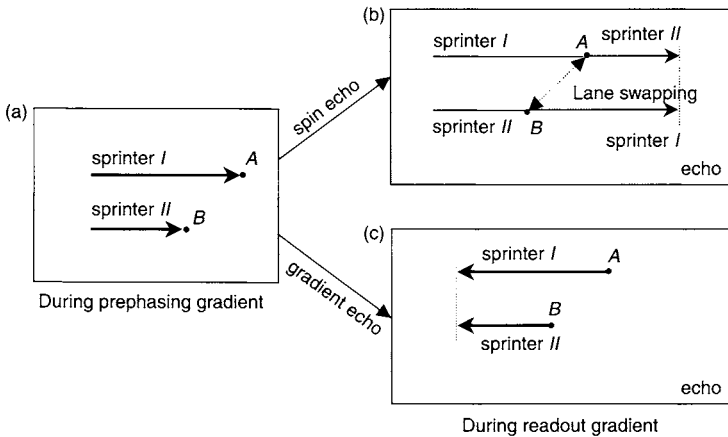 (a)
sprinter I
A
sprinter II
B
During prephasing gradient
spin echo
gradient echo
(b)
sprinter I
A
sprinter II
Lane swapping
sprinter II
B
sprinter I
echo
(c)
sprinter I
A
B
sprinter II
echo
During readout gradient